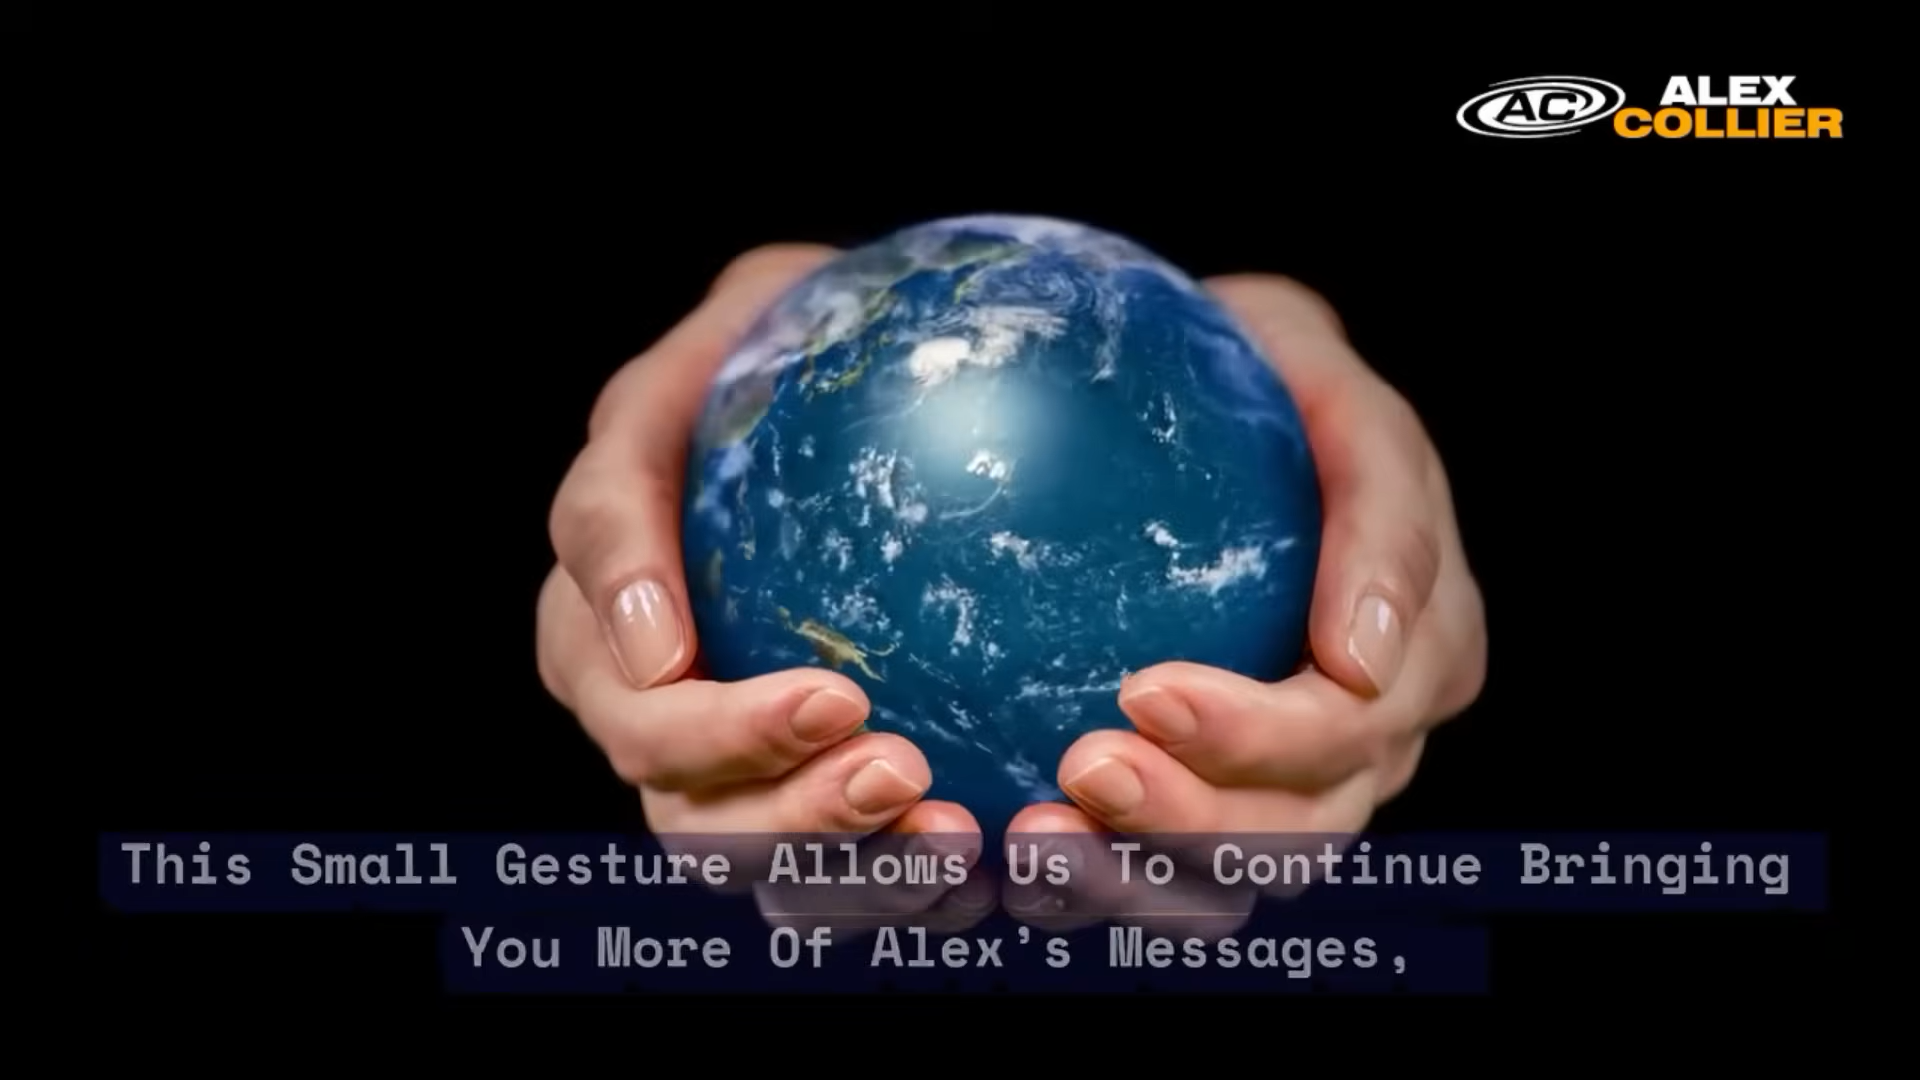 AC ALEX
COLLIER
This Small Gesture Allows Us To Continue Bringing
You More Of Alex's Messages,